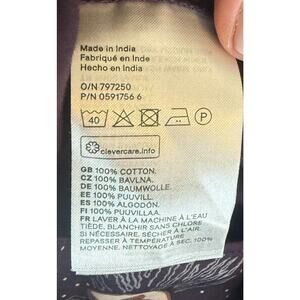 Made in India
Fabriqué en Inde
Hecho en India
O/N 797250
P/N 0591756 6
40 P
clevercare.info
GB 100% COTTON.
CZ 100% BAVLNA.
DE 100% BAUMWOLLE.
EE 100% PUUVILL.
ES 100% ALGODÓN.
FI 100% PUUVILLAA.
FR LAVER À LA MACHINE À L'EAU
TIÈDE, BLANCHIR SANS CHLORE
SI NÉCESSAIRE, SÉCHER À L'AIR.
REPASSER À TEMPÉRATURE
MOYENNE. NETTOYAGE À SEC. 100%